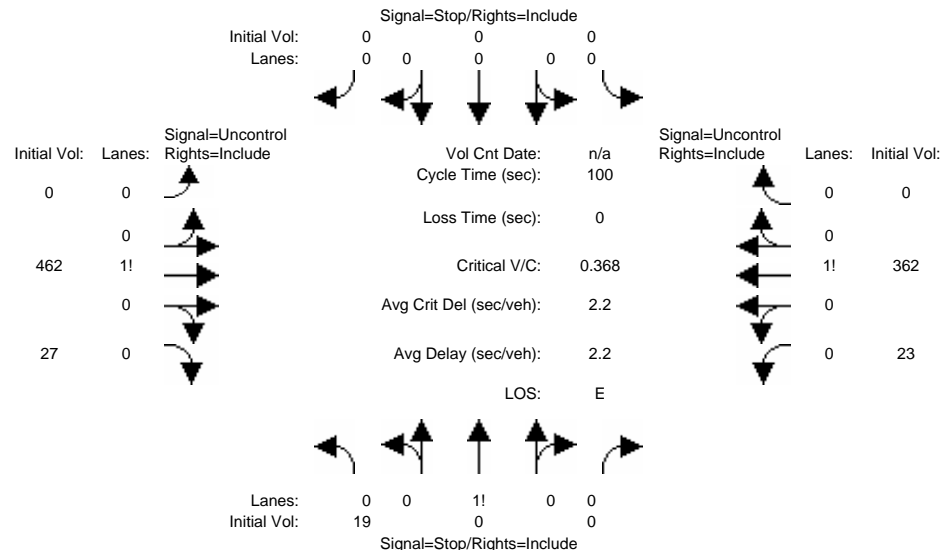 Signal=Stop/Rights=Include
Initial Vol: 0 0 0
Lanes: 0 0 0 0 0
Signal=Uncontrol Signal=Uncontrol
Initial Vol: Lanes: Rights=Include Vol Cnt Date: n/a Rights=Include Lanes: Initial Vol:
Cycle Time (sec): 100
0 0 0 0
Loss Time (sec): 0
0 0
462 1! Critical V/C: 0.368 1! 362
0 Avg Crit Del (sec/veh): 2.2 0
27 0 Avg Delay (sec/veh): 2.2 0 23
LOS: E
Lanes: 0 0 1! 0 0
Initial Vol: 19 0 0
Signal=Stop/Rights=Include